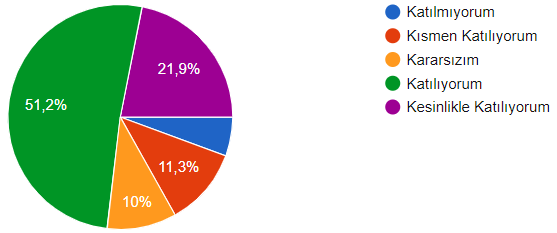 Katılmıyorum
Kısmen Katılıyorum
Kararsızım
Katılıyorum
Kesinlikle Katılıyorum
21,9%
51,2%
11,3%
10%